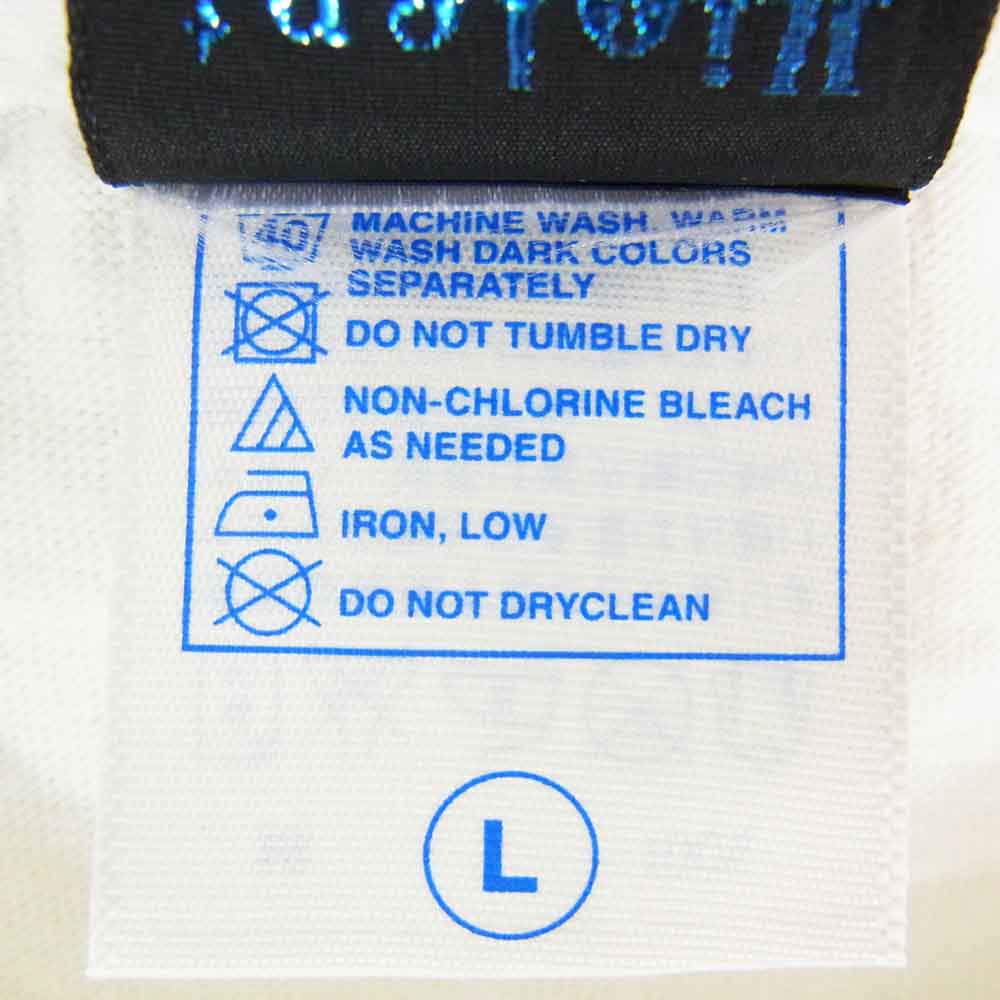 40
MACHINE WASH, WARM
WASH DARK COLORS
SEPARATELY
DO NOT TUMBLE DRY
NON-CHLORINE BLEACH
AS NEEDED
IRON, LOW
DO NOT DRYCLEAN
L